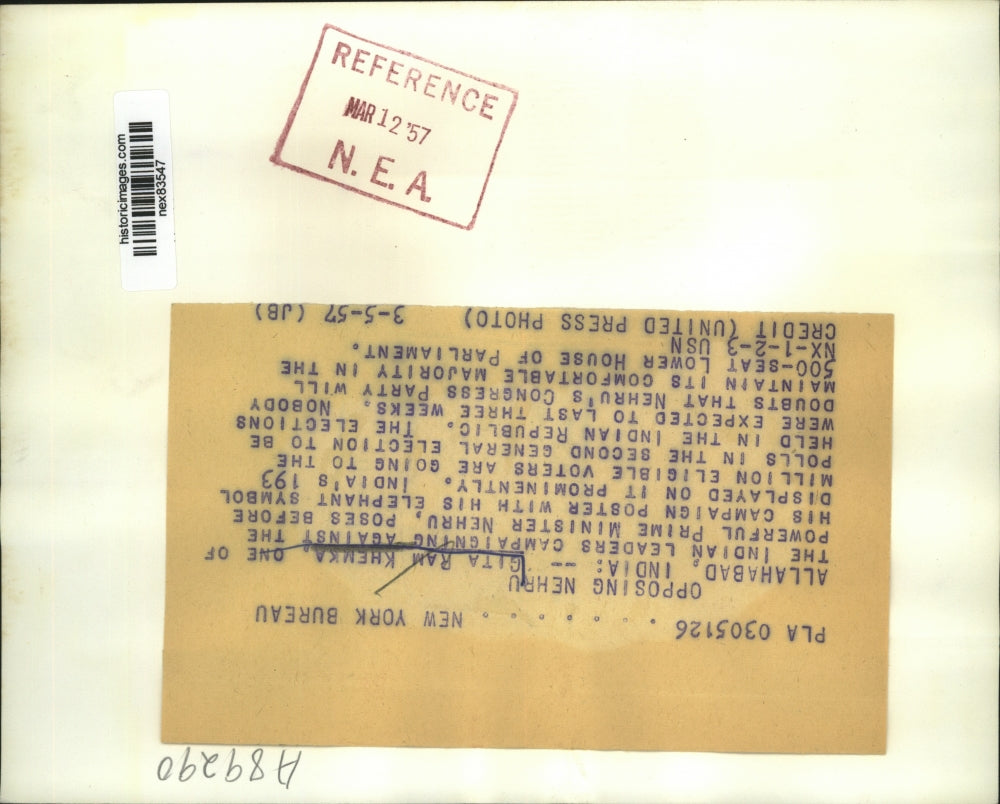 REFERENCE
MAR 12 '57
N. E. A.
historicimages.com
nex83547
PLA 0305126 . . . . . . . NEW YORK BUREAU
OPPOSING NEHRU
ALLAHABAD, INDIA: -- GITA RAM KHEMKA, ONE OF
THE INDIAN LEADERS CAMPAIGNING AGAINST THE
POWERFUL PRIME MINISTER NEHRU, POSES BEFORE
HIS CAMPAIGN POSTER WITH HIS ELEPHANT SYMBOL
DISPLAYED ON IT PROMINENTLY. INDIA'S 193
MILLION ELIGIBLE VOTERS ARE GOING TO THE
POLLS IN THE SECOND GENERAL ELECTION TO BE
HELD IN THE INDIAN REPUBLIC. THE ELECTIONS
WERE EXPECTED TO LAST THREE WEEKS. NOBODY
DOUBTS THAT NEHRU'S CONGRESS PARTY WILL
MAINTAIN ITS COMFORTABLE MAJORITY IN THE
500-SEAT LOWER HOUSE OF PARLIAMENT.
NX-1-2-3 USN
CREDIT (UNITED PRESS PHOTO) 3-5-57 (JB)
A89290